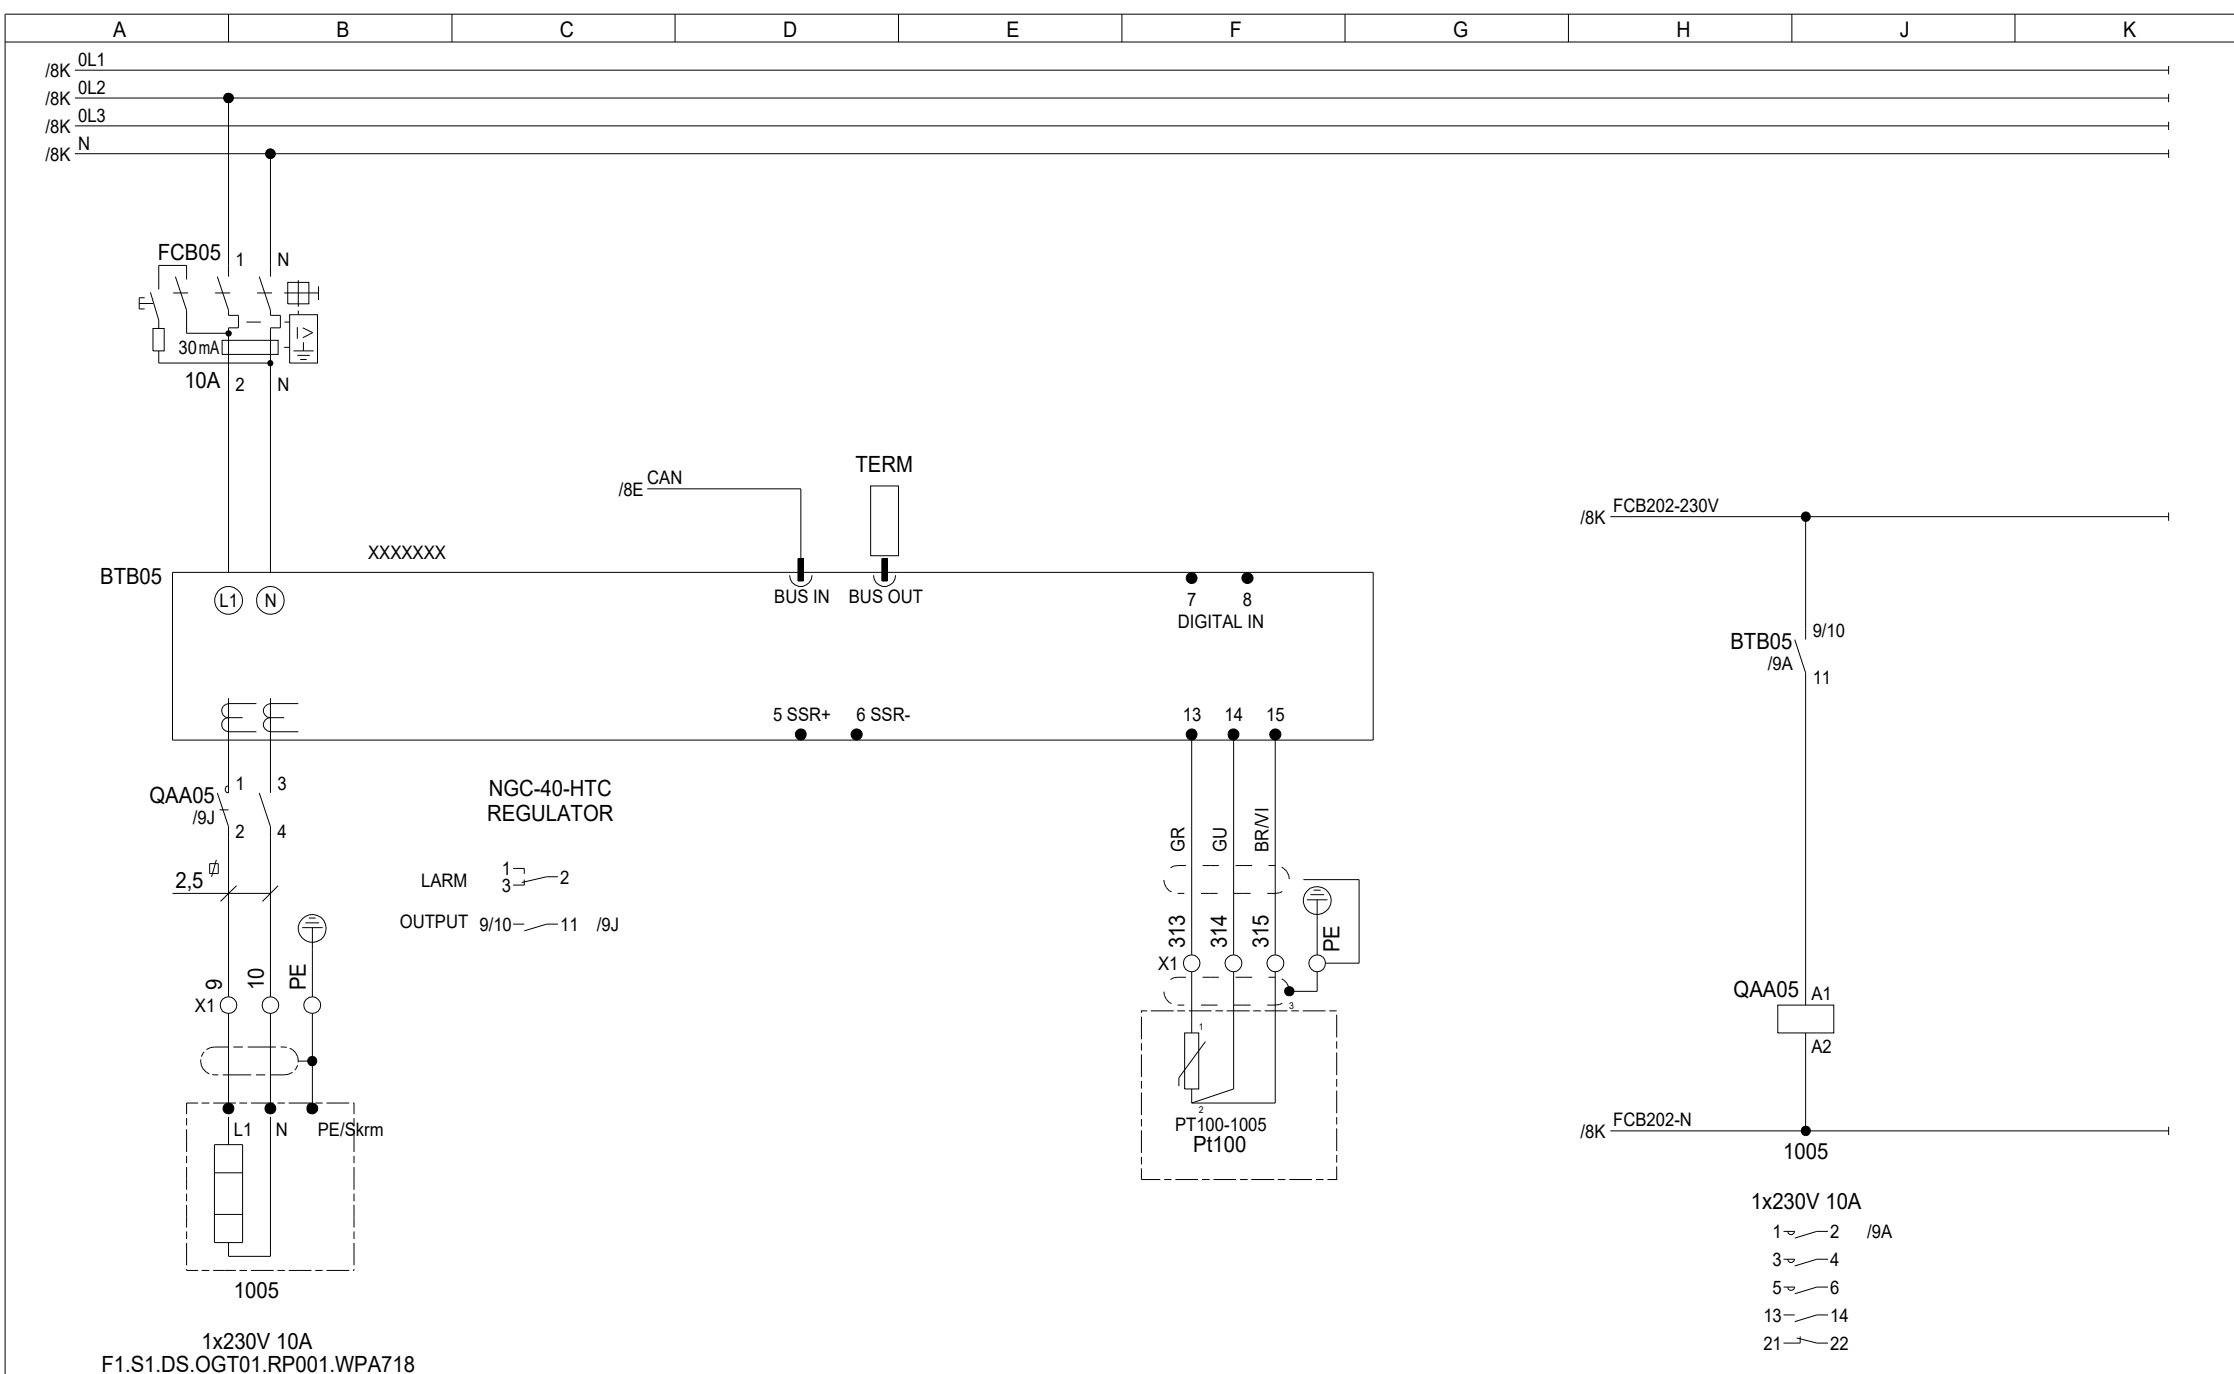 A B C D E F G H J K
/8K 0L1
/8K 0L2
/8K 0L3
/8K N
FCB05 1 N
30mA I>
10A 2 N
TERM
/8E CAN
/8K FCB202-230V
XXXXXXX
BTB05
L1 N BUS IN BUS OUT 7 8
DIGITAL IN
BTB05 9/10
/9A 11
5 SSR+ 6 SSR- 13 14 15
QAA05 1 3
/9J 2 4
NGC-40-HTC
REGULATOR
GR GU BR/VI
2,5
LARM 1 3 2
OUTPUT 9/10 11 /9J
313 314 315 PE
X1
9 10 PE
X1
3
QAA05 A1
A2
1
2
L1 N PE/Skrm
PT100-1005
Pt100
/8K FCB202-N
1005
1005
1x230V 10A
F1.S1.DS.OGT01.RP001.WPA718
1x230V 10A
1 2 /9A
3 4
5 6
13 14
21 22